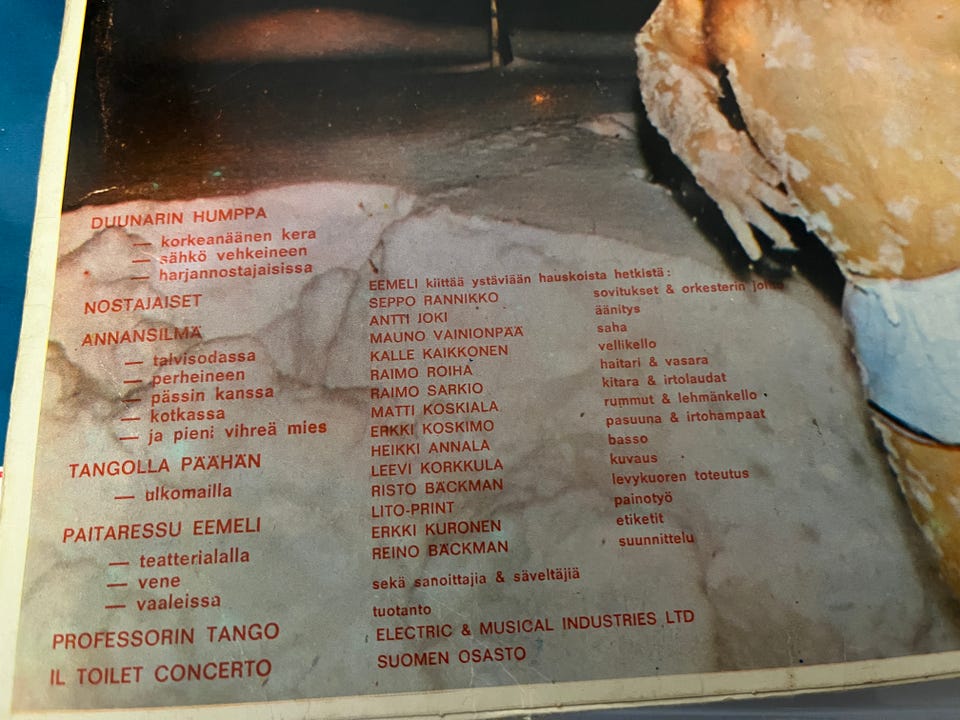 DUUNARIN HUMPPA
— korkeanäänen kera
— sähkö vehkeineen
— harjannostajaisissa
NOSTAJAISET
ANNANSILMÄ
— talvisodassa
— perheineen
— pässin kanssa
— kotkassa
— ja pieni vihreä mies
TANGOLLA PÄÄHÄN
— ulkomailla
PAITARESSU EEMELI
— teatterialalla
— vene
— vaaleissa
PROFESSORIN TANGO
IL TOILET CONCERTO
EEMELI kiittää ystäviään hauskoista hetkistä:
SEPPO RANNIKKO sovitukset & orkesterin
ANTTI JOKI äänitys
MAUNO VAINIONPÄÄ saha
KALLE KAIKKONEN vellikello
RAIMO ROIHA haitari & vasara
RAIMO SARKIO kitara & irtolaudat
MATTI KOSKIALA rummut & lehmänkello
ERKKI KOSKIMO pasuuna & irtohampaat
HEIKKI ANNALA basso
LEEVI KORKKULA kuvaus
RISTO BÄCKMAN levykuoren toteutus
LITO-PRINT painotyö
ERKKI KURONEN etiketit
REINO BÄCKMAN suunnittelu
sekä sanoittajia & säveltäjiä
tuotanto
ELECTRIC & MUSICAL INDUSTRIES LTD
SUOMEN OSASTO